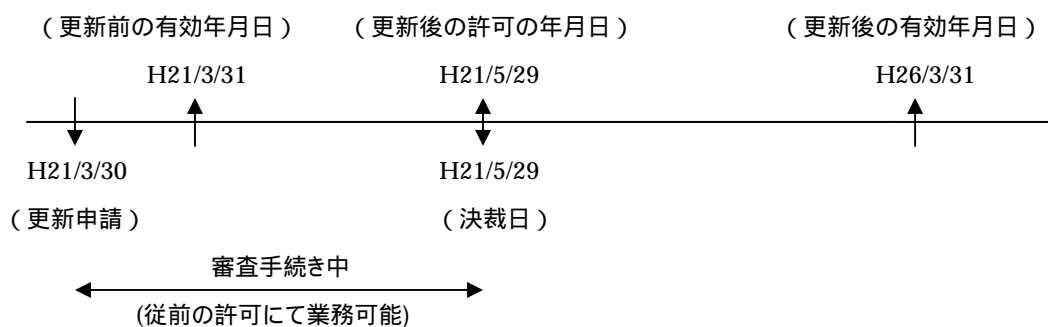 (更新前の有効年月日) (更新後の許可の年月日) (更新後の有効年月日)
H21/3/31 H21/5/29 H26/3/31
H21/3/30 H21/5/29
(更新申請) (決裁日)
審査手続き中
(従前の許可にて業務可能)